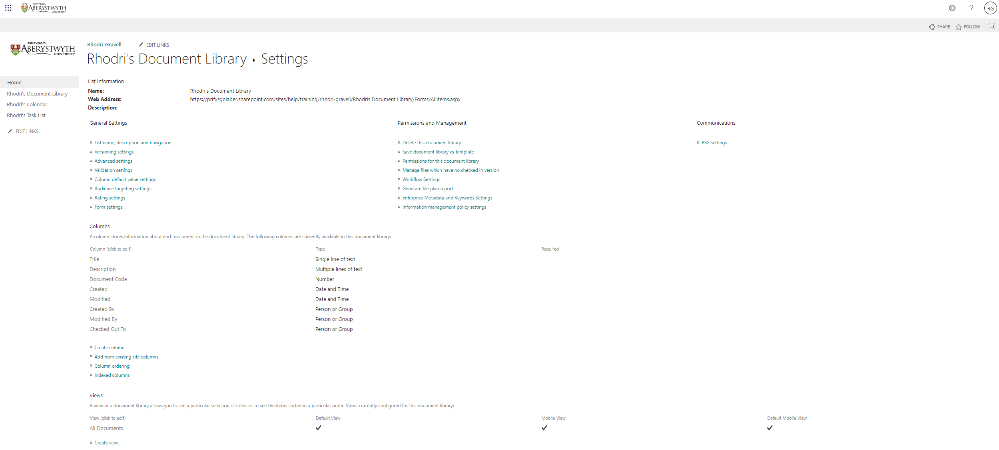 1872
PRIFYSGOL
ABERYSTWYTH
UNIVERSITY
RG
SHARE FOLLOW
PRIFYSGOL
ABERYSTWYTH
UNIVERSITY
Rhodri_Gravell EDIT LINKS
Rhodri's Document Library Settings
Home
Rhodri's Document Library
Rhodri's Calendar
Rhodri's Task List
EDIT LINKS
List Information
Name: Rhodri's Document Library
Web Address: https://prifysgolaber.sharepoint.com/sites/help/training/rhodri-gravell/Rhodris Document Library/Forms/AllItems.aspx
Description:
General Settings Permissions and Management Communications
List name, description and navigation Delete this document library RSS settings
Versioning settings Save document library as template
Advanced settings Permissions for this document library
Validation settings Manage files which have no checked in version
Column default value settings Workflow Settings
Audience targeting settings Generate file plan report
Rating settings Enterprise Metadata and Keywords Settings
Form settings Information management policy settings
Columns
A column stores information about each document in the document library. The following columns are currently available in this document library:
Column (click to edit) Type Required
Title Single line of text
Description Multiple lines of text
Document Code Number
Created Date and Time
Modified Date and Time
Created By Person or Group
Modified By Person or Group
Checked Out To Person or Group
Create column
Add from existing site columns
Column ordering
Indexed columns
Views
A view of a document library allows you to see a particular selection of items or to see the items sorted in a particular order. Views currently configured for this document library:
View (click to edit) Default View Mobile View Default Mobile View
All Documents
Create view